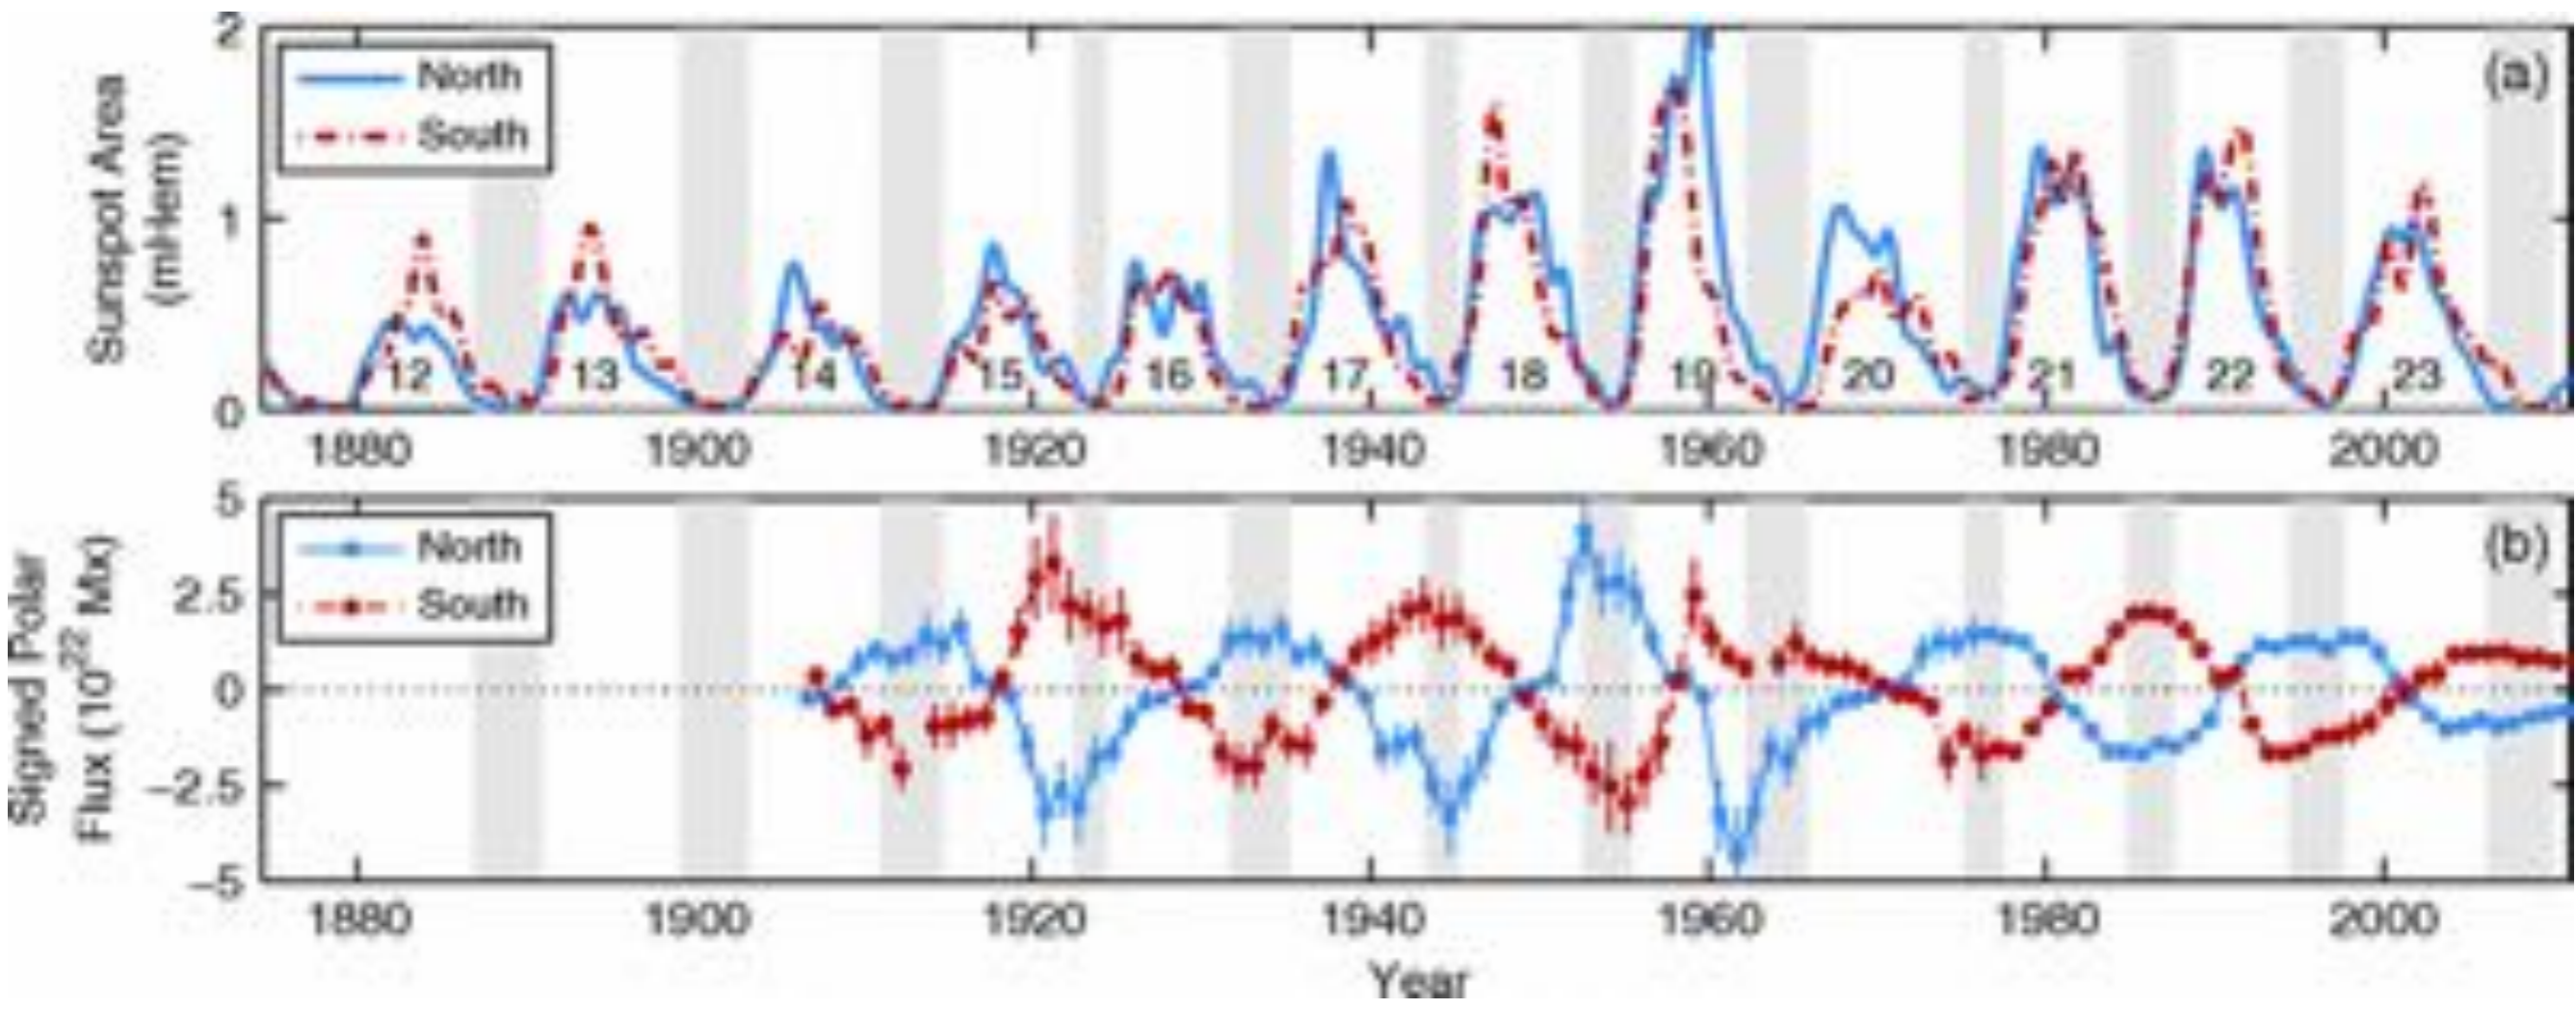 2
1
0
Sunspot Area
(mHem)
North
South
(a)
12 13 14 15 16 17 18 19 20 21 22 23
1880 1900 1920 1940 1960 1980 2000
5
2.5
0
−2.5
−5
Signed Polar
Flux (10²² Mx)
North
South
(b)
1880 1900 1920 1940 1960 1980 2000
Year